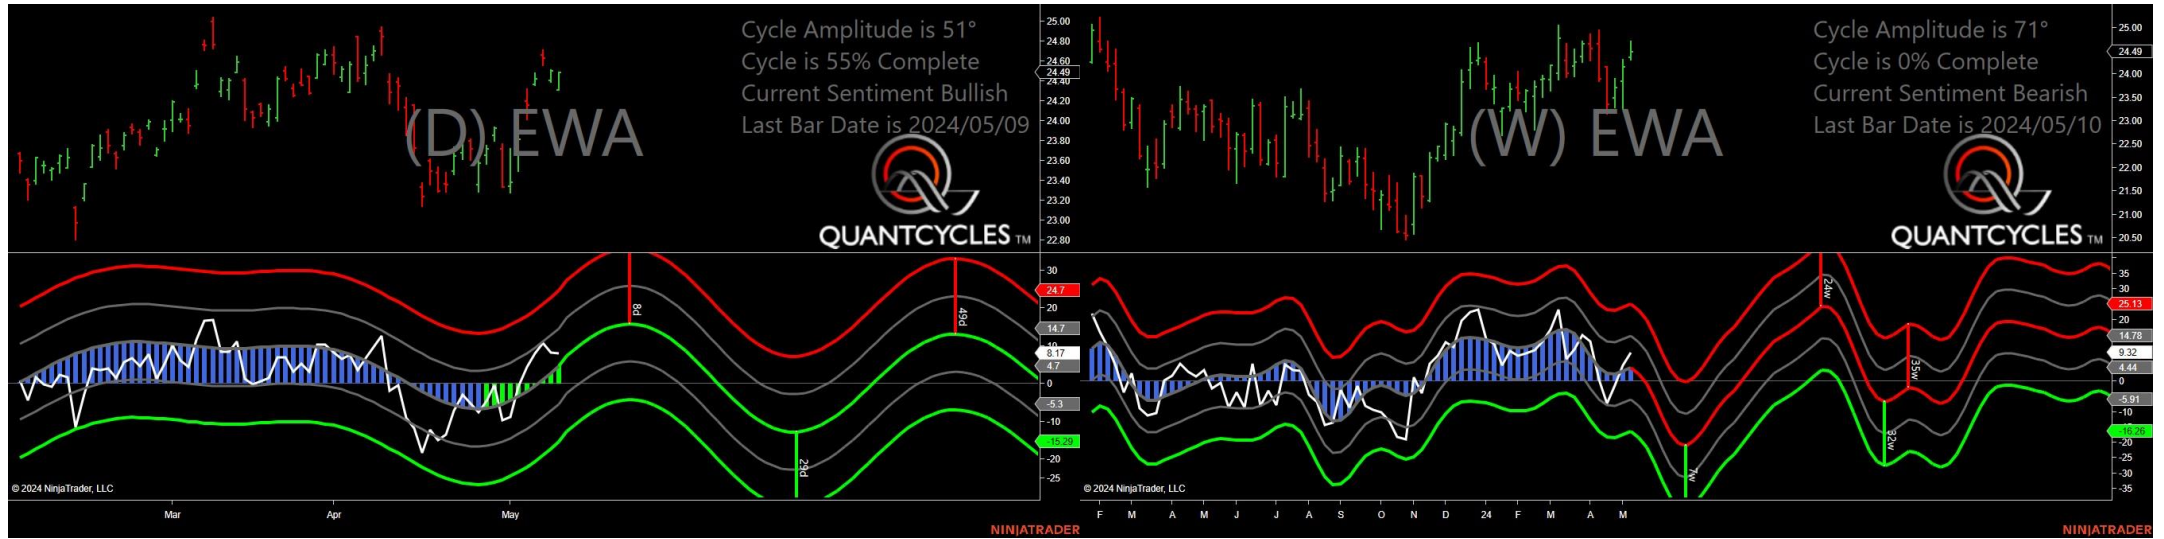 Cycle Amplitude is 51°
Cycle is 55% Complete
Current Sentiment Bullish
Last Bar Date is 2024/05/09
(D) EWA
QUANTCYCLES TM
25.00
24.80
24.60
24.49
24.40
24.20
24.00
23.80
23.60
23.40
23.20
23.00
22.80
30
24.7
20
14.7
10
8.17
4.7
0
-5.3
-10
-15.29
-20
-25
8d
29d
49d
© 2024 NinjaTrader, LLC
Mar Apr May
NINJATRADER
Cycle Amplitude is 71°
Cycle is 0% Complete
Current Sentiment Bearish
Last Bar Date is 2024/05/10
(W) EWA
QUANTCYCLES TM
25.00
24.49
24.00
23.50
23.00
22.50
22.00
21.50
21.00
20.50
35
30
25.13
20
14.78
9.32
4.44
0
-5.91
-10
-16.26
-20
-25
-30
-35
7w
24w
32w
35w
© 2024 NinjaTrader, LLC
F M A M J J A S O N D 24 F M A M
NINJATRADER